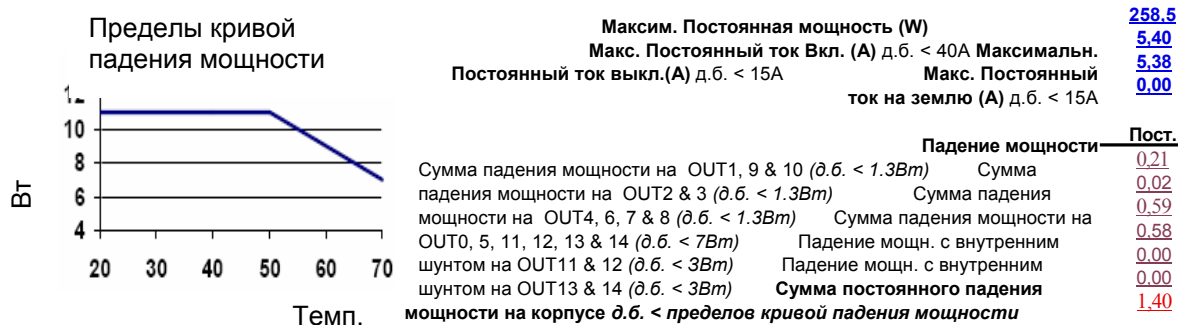 Пределы кривой
падения мощности
12
10
8
6
4
Вт
20 30 40 50 60 70
Темп.
Максим. Постоянная мощность (W)
Макс. Постоянный ток Вкл. (A) д.б. < 40A Максимальн.
Постоянный ток выкл.(A) д.б. < 15A Макс. Постоянный
ток на землю (A) д.б. < 15A
258,5
5,40
5,38
0,00
Падение мощности Пост.
Сумма падения мощности на OUT1, 9 & 10 (д.б. < 1.3Вт) Сумма
падения мощности на OUT2 & 3 (д.б. < 1.3Вт) Сумма падения
мощности на OUT4, 6, 7 & 8 (д.б. < 1.3Вт) Сумма падения мощности на
OUT0, 5, 11, 12, 13 & 14 (д.б. < 7Вт) Падение мощн. с внутренним
шунтом на OUT11 & 12 (д.б. < 3Вт) Падение мощн. с внутренним
шунтом на OUT13 & 14 (д.б. < 3Вт) Сумма постоянного падения
мощности на корпусе д.б. < пределов кривой падения мощности
0,21
0,02
0,59
0,58
0,00
0,00
1,40